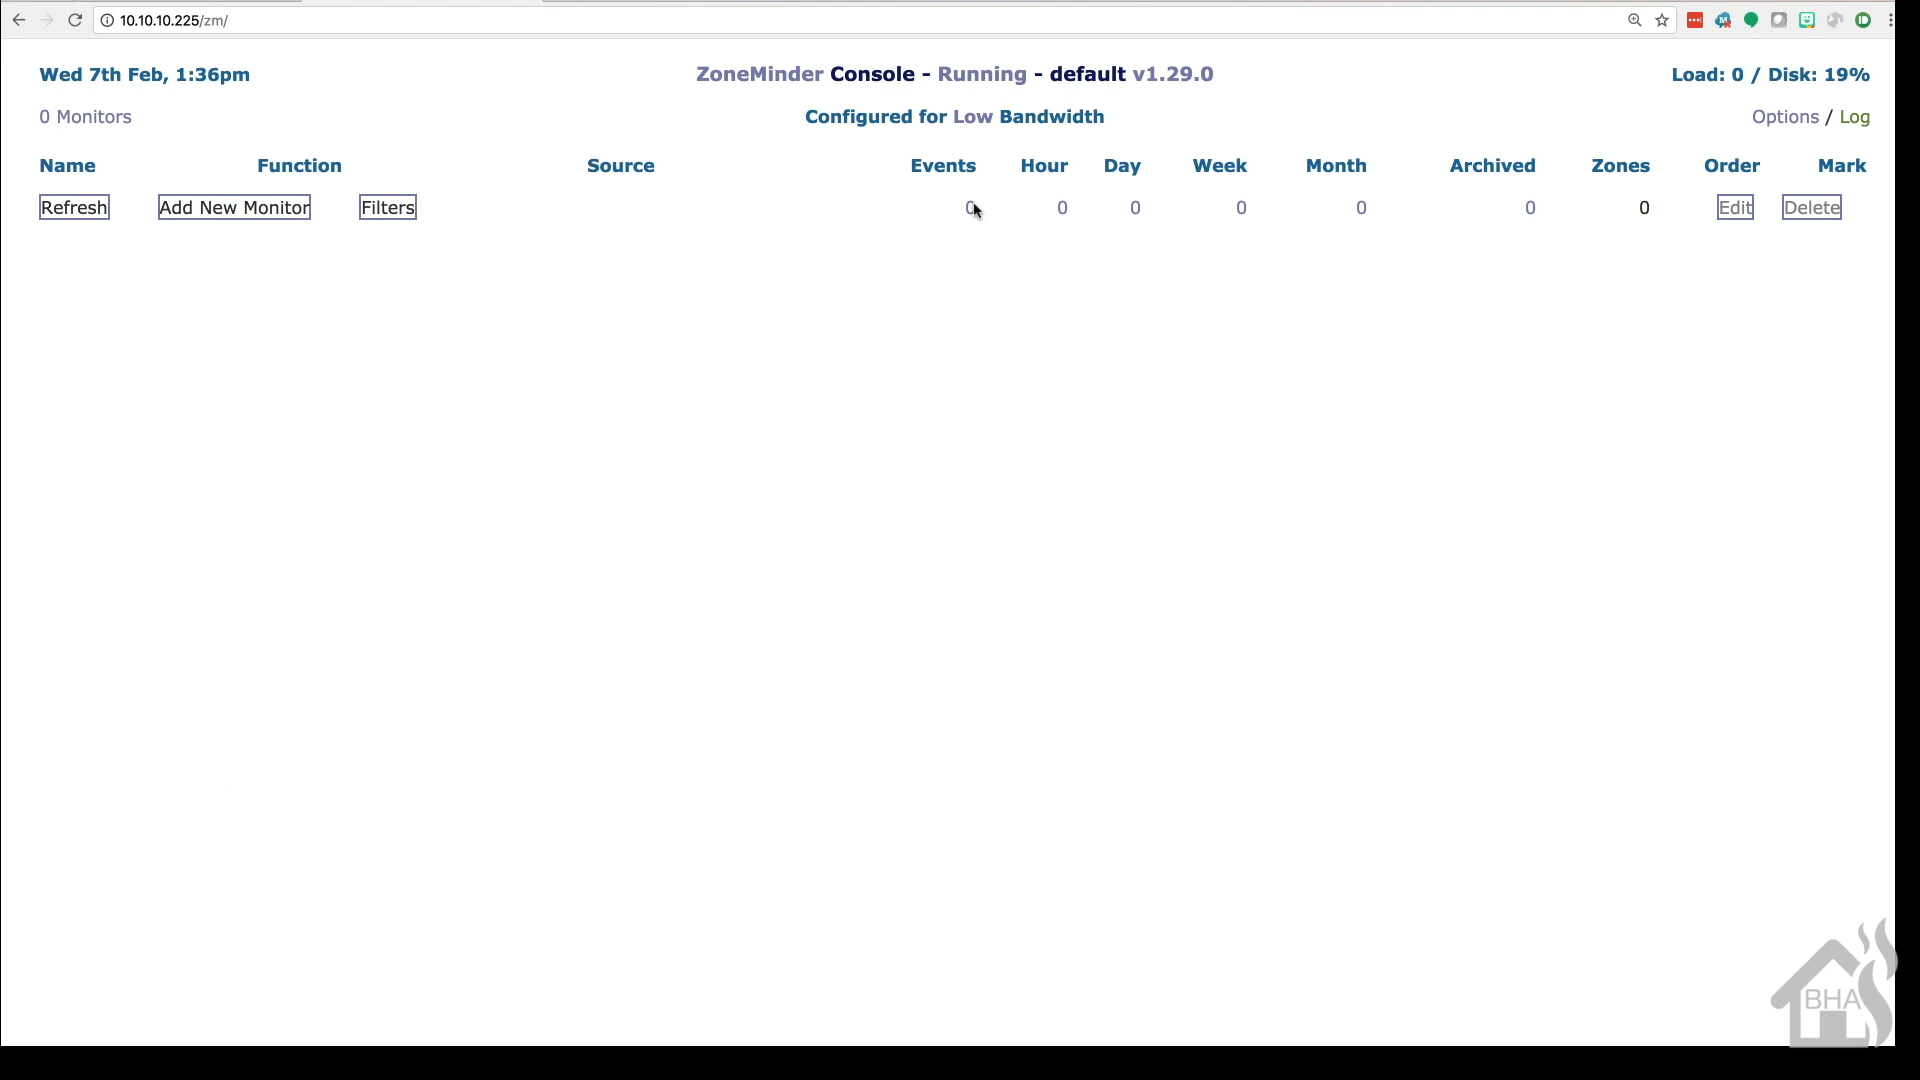 10.10.10.225/zm/
Wed 7th Feb, 1:36pm ZoneMinder Console - Running - default v1.29.0 Load: 0 / Disk: 19%
0 Monitors Configured for Low Bandwidth Options / Log
Name Function Source Events Hour Day Week Month Archived Zones Order Mark
Refresh Add New Monitor Filters 0 0 0 0 0 0 0 Edit Delete
BHA